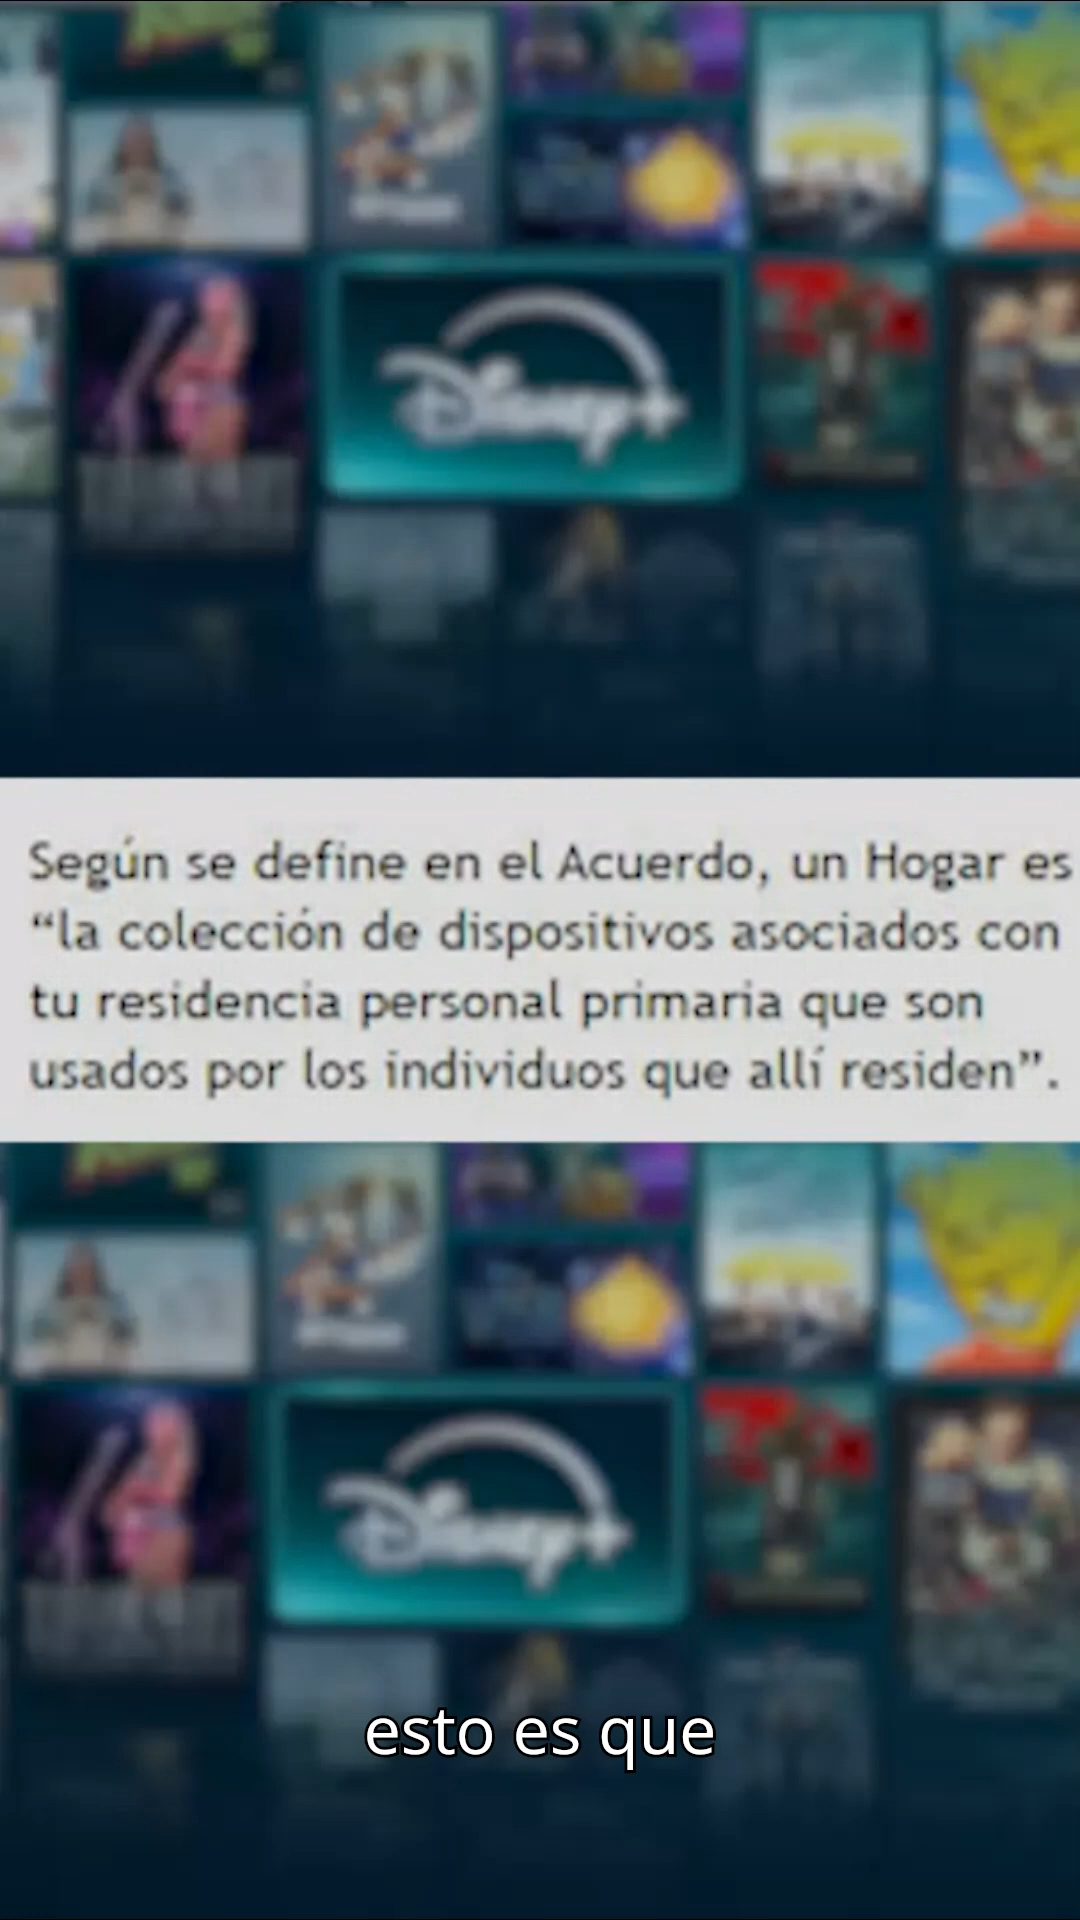 Disney+
Según se define en el Acuerdo, un Hogar es
“la colección de dispositivos asociados con
tu residencia personal primaria que son
usados por los individuos que allí residen”.
Disney+
esto es que